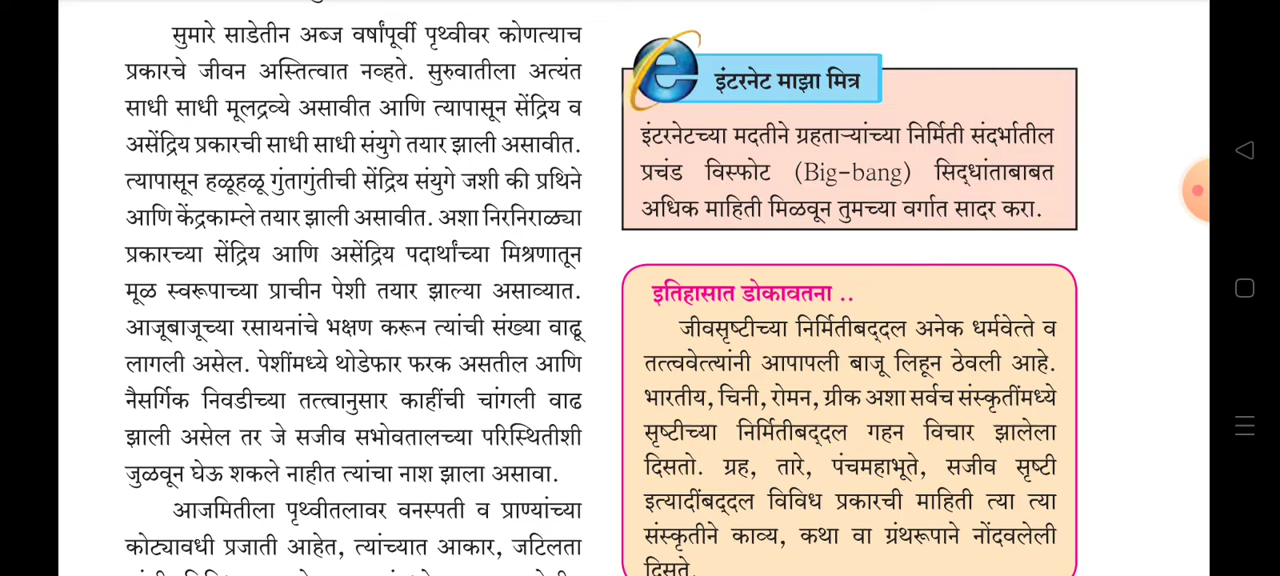 सुमारे साडेतीन अब्ज वर्षांपूर्वी पृथ्वीवर कोणत्याच
प्रकारचे जीवन अस्तित्वात नव्हते. सुरुवातीला अत्यंत
साधी साधी मूलद्रव्ये असावीत आणि त्यापासून सेंद्रिय व
असेंद्रिय प्रकारची साधी साधी संयुगे तयार झाली असावीत.
त्यापासून हळूहळू गुंतागुंतीची सेंद्रिय संयुगे जशी की प्रथिने
आणि केंद्रकाम्ले तयार झाली असावीत. अशा निरनिराळ्या
प्रकारच्या सेंद्रिय आणि असेंद्रिय पदार्थांच्या मिश्रणातून
मूळ स्वरूपाच्या प्राचीन पेशी तयार झाल्या असाव्यात.
आजूबाजूच्या रसायनांचे भक्षण करून त्यांची संख्या वाढू
लागली असेल. पेशींमध्ये थोडेफार फरक असतील आणि
नैसर्गिक निवडीच्या तत्त्वानुसार काहींची चांगली वाढ
झाली असेल तर जे सजीव सभोवतालच्या परिस्थितीशी
जुळवून घेऊ शकले नाहीत त्यांचा नाश झाला असावा.
आजमितीला पृथ्वीतलावर वनस्पती व प्राण्यांच्या
कोट्यावधी प्रजाती आहेत, त्यांच्यात आकार, जटिलता
इंटरनेट माझा मित्र
इंटरनेटच्या मदतीने ग्रहताऱ्यांच्या निर्मिती संदर्भातील
प्रचंड विस्फोट (Big-bang) सिद्धांताबाबत
अधिक माहिती मिळवून तुमच्या वर्गात सादर करा.
इतिहासात डोकावतना ..
जीवसृष्टीच्या निर्मितीबद्दल अनेक धर्मवेत्ते व
तत्त्ववेत्त्यांनी आपापली बाजू लिहून ठेवली आहे.
भारतीय, चिनी, रोमन, ग्रीक अशा सर्वच संस्कृतींमध्ये
सृष्टीच्या निर्मितीबद्दल गहन विचार झालेला
दिसतो. ग्रह, तारे, पंचमहाभूते, सजीव सृष्टी
इत्यादींबद्दल विविध प्रकारची माहिती त्या त्या
संस्कृतीने काव्य, कथा वा ग्रंथरूपाने नोंदवलेली
दिसते.